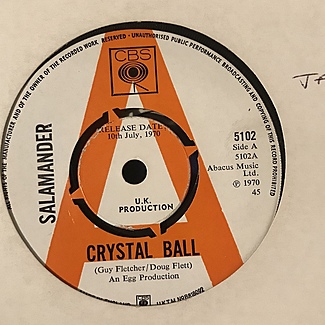 OF THE MANUFACTURER AND OF THE OWNER OF THE RECORDED WORK RESERVED · UNAUTHORISED PUBLIC PERFORMANCE BROADCASTING AND COPYING OF THIS RECORD PROHIBITED
CBS
SALAMANDER
RELEASE DATE:
10th July, 1970
5102
Side A
5102A
Abacus Music
Ltd.
℗ 1970
45
U.K.
PRODUCTION
CRYSTAL BALL
(Guy Fletcher/Doug Flett)
An Egg Production
CBS